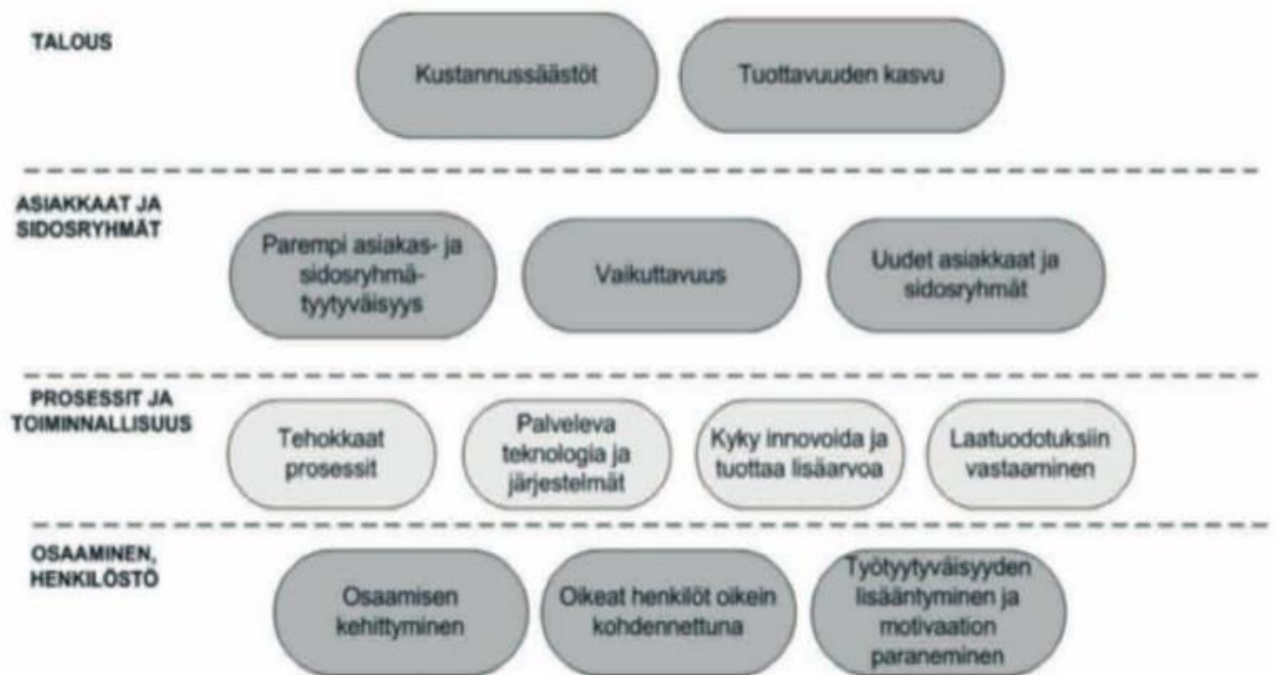 TALOUS
Kustannussäästöt
Tuottavuuden kasvu
ASIAKKAAT JA
SIDOSRYHMÄT
Parempi asiakas- ja
sidosryhmä-
tyytyväisyys
Vaikuttavuus
Uudet asiakkaat ja
sidosryhmät
PROSESSIT JA
TOIMINNALLISUUS
Tehokkaat
prosessit
Palveleva
teknologia ja
järjestelmät
Kyky innovoida ja
tuottaa lisäarvoa
Laatuodotuksiin
vastaaminen
OSAAMINEN,
HENKILÖSTÖ
Osaamisen
kehittyminen
Oikeat henkilöt oikein
kohdennettuna
Työtyytyväisyyden
lisääntyminen ja
motivaation
paraneminen